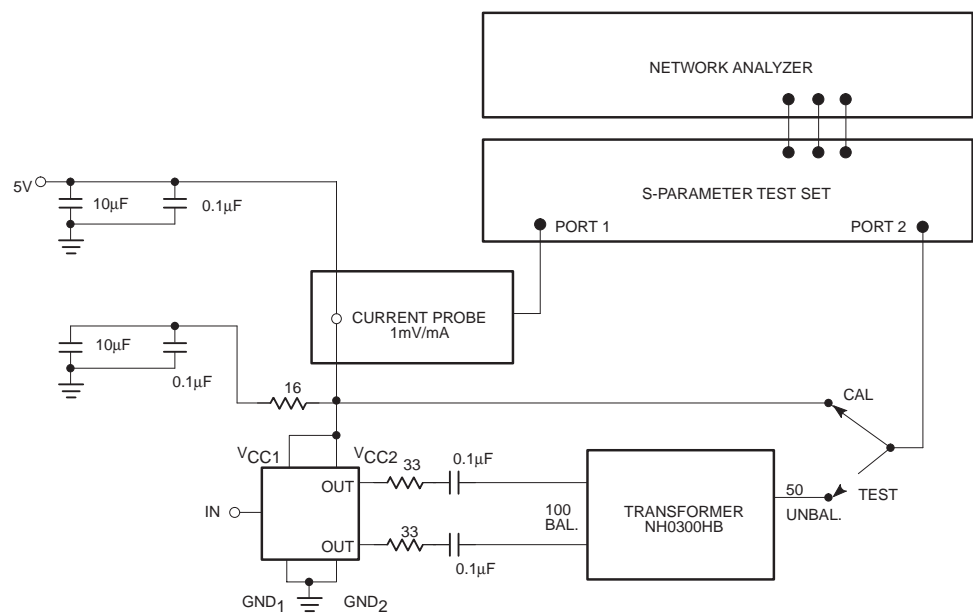 NETWORK ANALYZER
S-PARAMETER TEST SET
PORT 1
PORT 2
5V
10μF
0.1μF
CURRENT PROBE
1mV/mA
10μF
0.1μF
16
CAL
VCC1
VCC2
33
0.1μF
OUT
IN
OUT
33
0.1μF
100
BAL.
TRANSFORMER
NH0300HB
50
UNBAL.
TEST
GND1
GND2